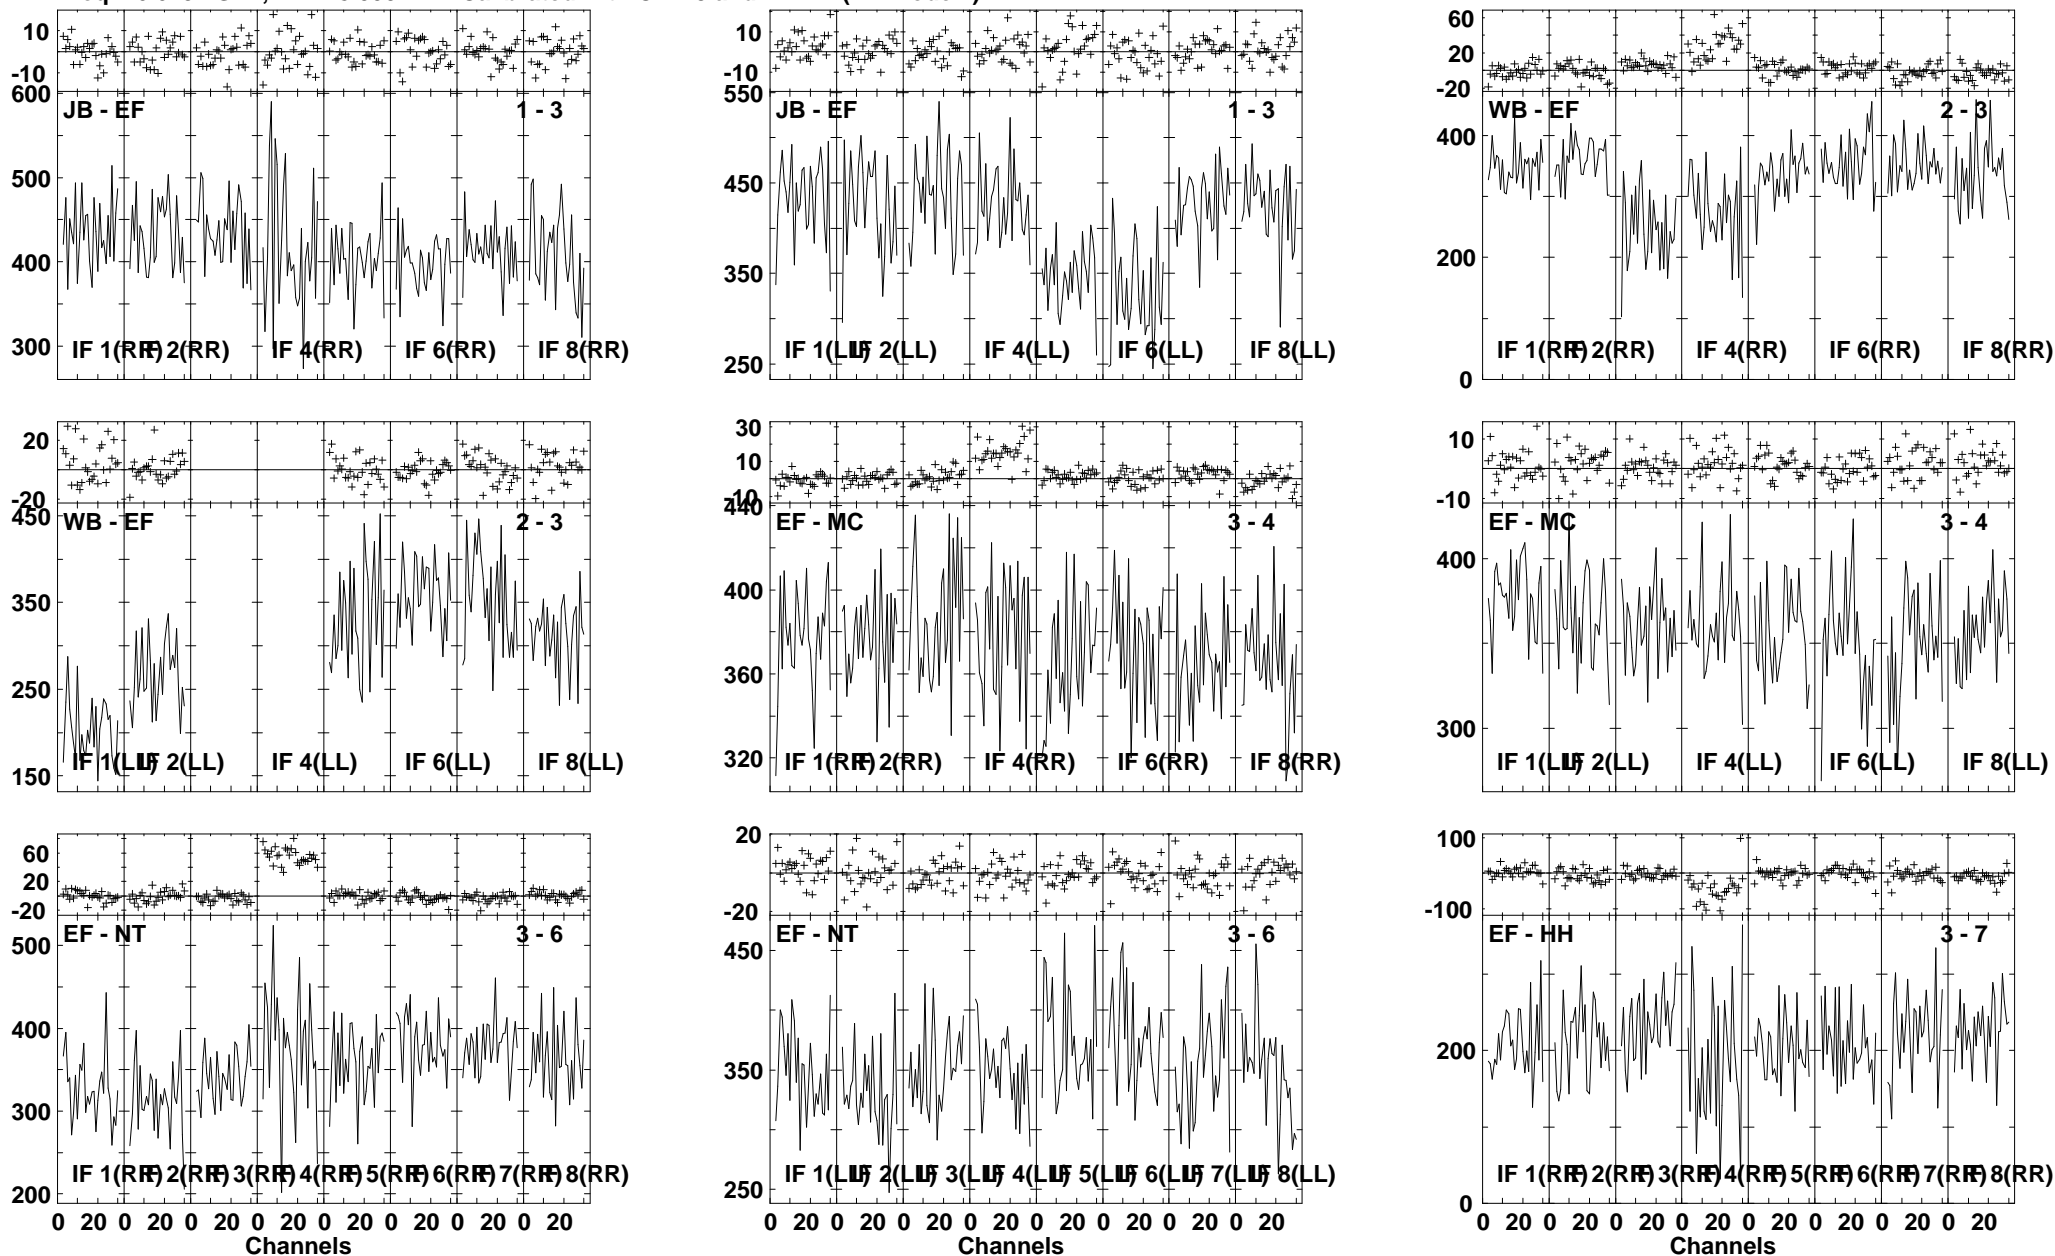 10
-10
600
JB - EF 1 - 3
500
400
300
IF 1(RR) IF 2(RR) IF 4(RR) IF 6(RR) IF 8(RR)
10
-10
550
JB - EF 1 - 3
450
350
250
IF 1(LL) IF 2(LL) IF 4(LL) IF 6(LL) IF 8(LL)
60
20
-20
WB - EF 2 - 3
400
200
0
IF 1(RR) IF 2(RR) IF 4(RR) IF 6(RR) IF 8(RR)
20
-20
450
WB - EF 2 - 3
350
250
150
IF 1(LL) IF 2(LL) IF 4(LL) IF 6(LL) IF 8(LL)
30
10
-10
440
EF - MC 3 - 4
400
360
320
IF 1(RR) IF 2(RR) IF 4(RR) IF 6(RR) IF 8(RR)
10
-10
EF - MC 3 - 4
400
300
IF 1(LL) IF 2(LL) IF 4(LL) IF 6(LL) IF 8(LL)
60
20
-20
EF - NT 3 - 6
500
400
300
200
IF 1(RR) IF 2(RR) IF 3(RR) IF 4(RR) IF 5(RR) IF 6(RR) IF 7(RR) IF 8(RR)
0 20 0 20 0 20 0 20 0 20 0 20 0 20 0 20
Channels
20
-20
EF - NT 3 - 6
450
350
250
IF 1(LL) IF 2(LL) IF 3(LL) IF 4(LL) IF 5(LL) IF 6(LL) IF 7(LL) IF 8(LL)
0 20 0 20 0 20 0 20 0 20 0 20 0 20 0 20
Channels
100
-100
EF - HH 3 - 7
200
0
IF 1(RR) IF 2(RR) IF 3(RR) IF 4(RR) IF 5(RR) IF 6(RR) IF 7(RR) IF 8(RR)
0 20 0 20 0 20 0 20 0 20 0 20 0 20 0 20
Channels